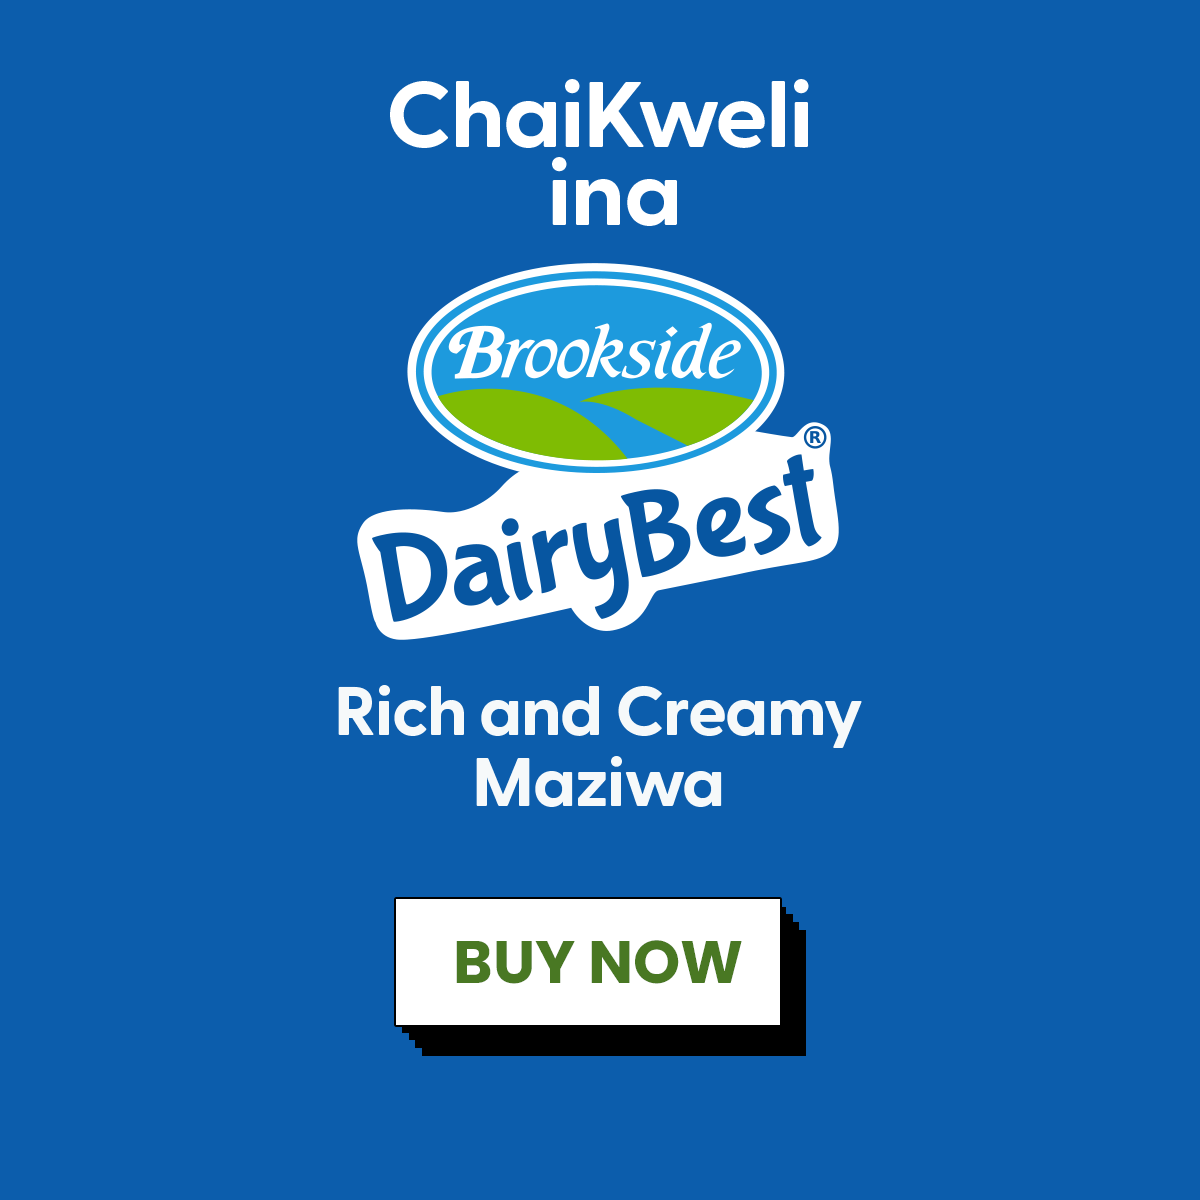 ChaiKweli
ina
Brookside
DairyBest®
Rich and Creamy
Maziwa
BUY NOW